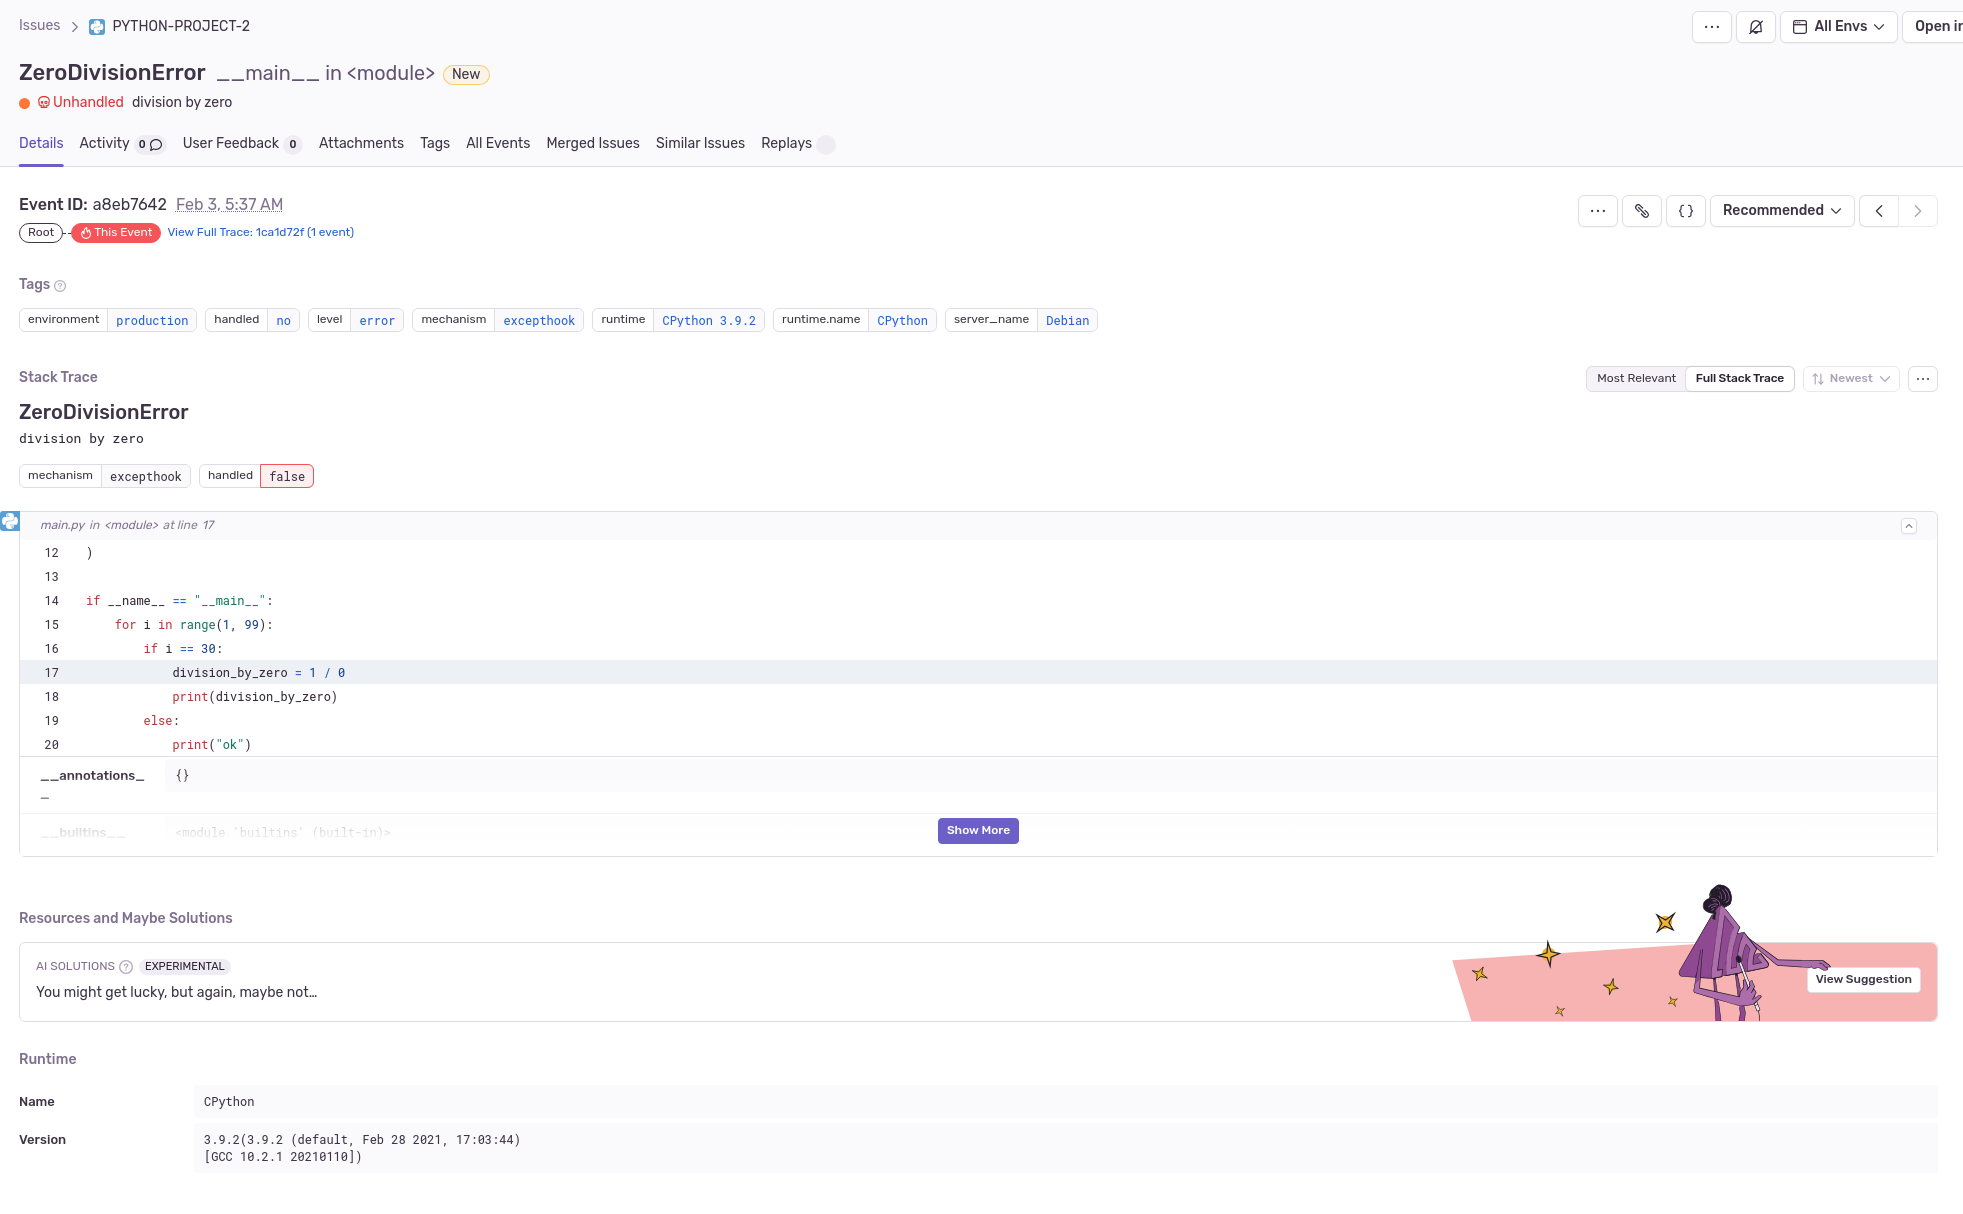 Issues > PYTHON-PROJECT-2
... All Envs Open in
ZeroDivisionError __main__ in <module> New
Unhandled division by zero
Details Activity 0 User Feedback 0 Attachments Tags All Events Merged Issues Similar Issues Replays
Event ID: a8eb7642 Feb 3, 5:37 AM
... {} Recommended
Root This Event View Full Trace: 1ca1d72f (1 event)
Tags ?
environment production handled no level error mechanism excepthook runtime CPython 3.9.2 runtime.name CPython server_name Debian
Stack Trace Most Relevant Full Stack Trace Newest ...
ZeroDivisionError
division by zero
mechanism excepthook handled false
main.py in <module> at line 17
12 )
13
14 if __name__ == "__main__":
15     for i in range(1, 99):
16         if i == 30:
17             division_by_zero = 1 / 0
18             print(division_by_zero)
19         else:
20             print("ok")
__annotations_
_
{}
__builtins__ <module 'builtins' (built-in)>
Show More
Resources and Maybe Solutions
AI SOLUTIONS ? EXPERIMENTAL
You might get lucky, but again, maybe not…
View Suggestion
Runtime
Name CPython
Version 3.9.2(3.9.2 (default, Feb 28 2021, 17:03:44)
[GCC 10.2.1 20210110])